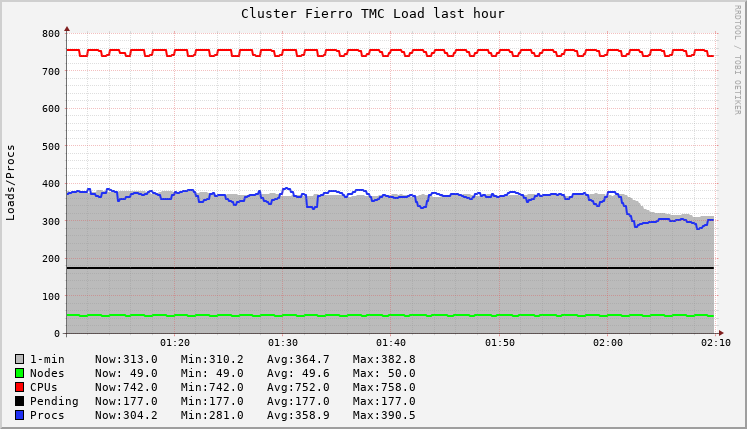 Cluster Fierro TMC Load last hour
RRDTOOL / TOBI OETIKER
Loads/Procs
800
700
600
500
400
300
200
100
0
01:20 01:30 01:40 01:50 02:00 02:10
1-min Now:313.0 Min:310.2 Avg:364.7 Max:382.8
Nodes Now: 49.0 Min: 49.0 Avg: 49.6 Max: 50.0
CPUs Now:742.0 Min:742.0 Avg:752.0 Max:758.0
Pending Now:177.0 Min:177.0 Avg:177.0 Max:177.0
Procs Now:304.2 Min:281.0 Avg:358.9 Max:390.5